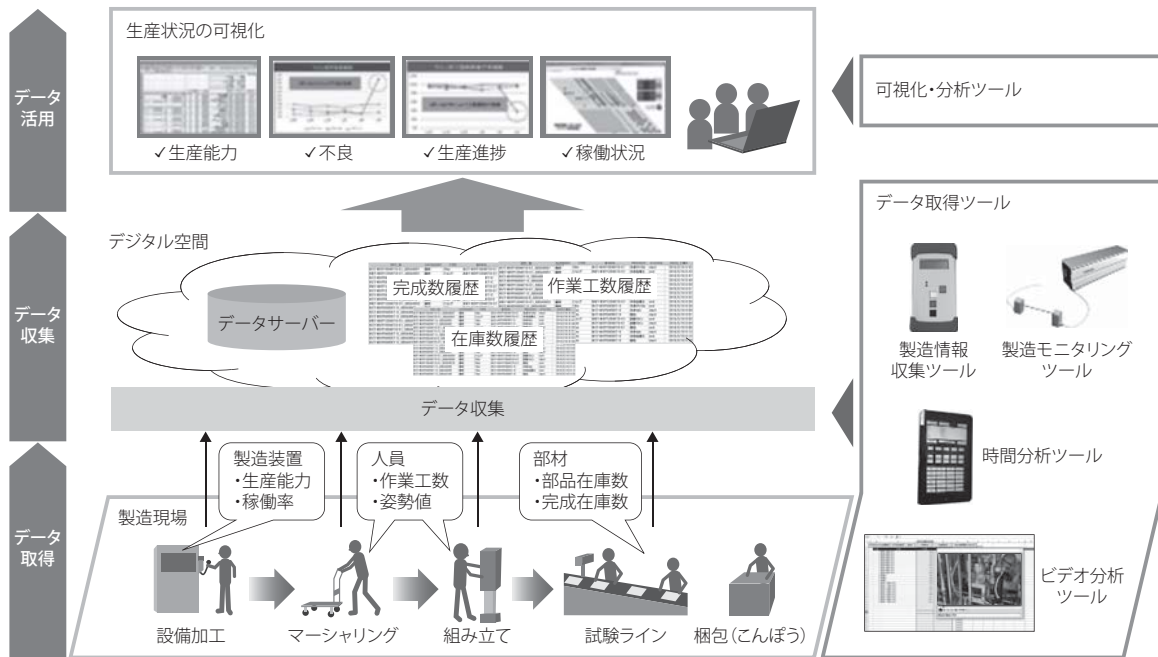 データ
活用
生産状況の可視化
✓生産能力
✓不良
✓生産進捗
✓稼働状況
可視化・分析ツール
データ
収集
デジタル空間
データサーバー
完成数履歴
作業工数履歴
在庫数履歴
データ収集
データ取得ツール
製造情報
収集ツール
製造モニタリング
ツール
時間分析ツール
ビデオ分析
ツール
データ
取得
製造装置
・生産能力
・稼働率
人員
・作業工数
・姿勢値
部材
・部品在庫数
・完成在庫数
製造現場
設備加工
マーシャリング
組み立て
試験ライン
梱包(こんぽう)